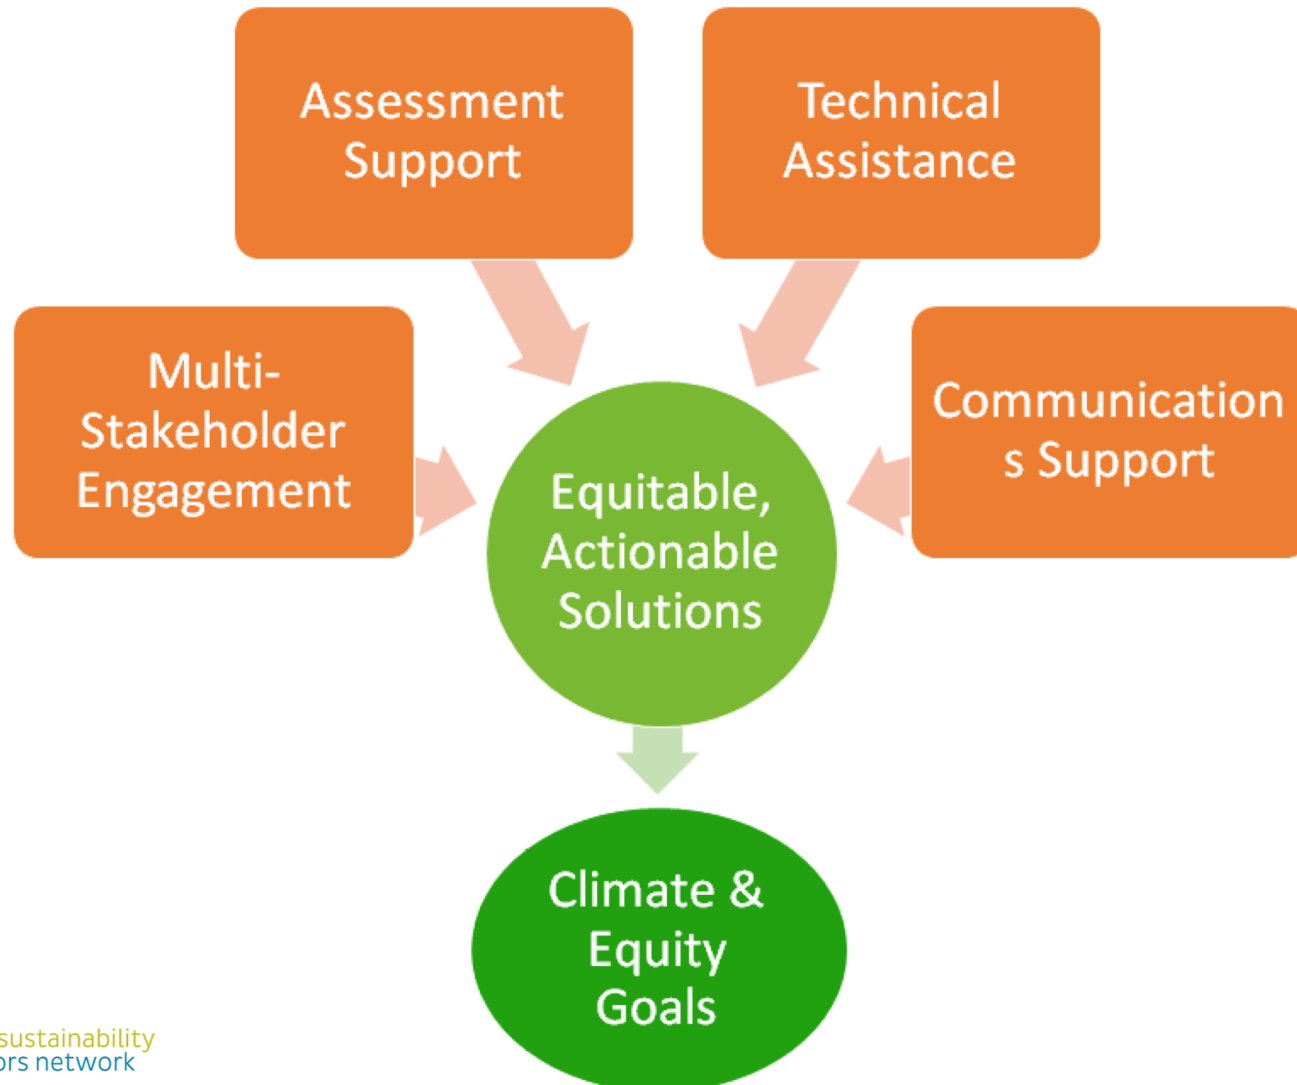 Assessment
Support
Technical
Assistance
Multi-
Stakeholder
Engagement
Communication
s Support
Equitable,
Actionable
Solutions
Climate &
Equity
Goals
sustainability
ors network